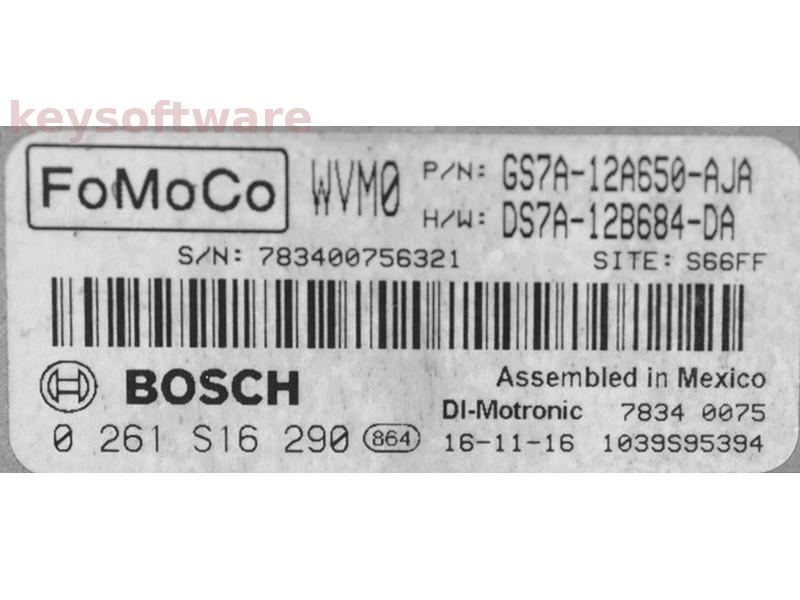 keysoftware
FoMoCo WVM0 P/N: GS7A-12A650-AJA
H/W: DS7A-12B684-DA
S/N: 783400756321 SITE: S66FF
BOSCH Assembled in Mexico
DI-Motronic 7834 0075
0 261 S16 290 864 16-11-16 1039S95394